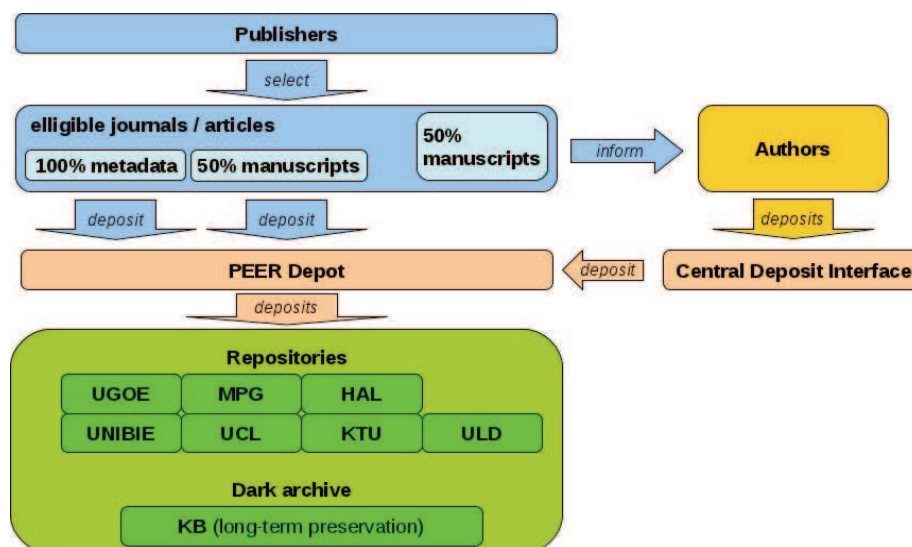 Publishers
select
elligible journals / articles
100% metadata
50% manuscripts
50%
manuscripts
inform
Authors
deposit
deposit
deposits
PEER Depot
deposit
Central Deposit Interface
deposits
Repositories
UGOE
MPG
HAL
UNIBIE
UCL
KTU
ULD
Dark archive
KB (long-term preservation)